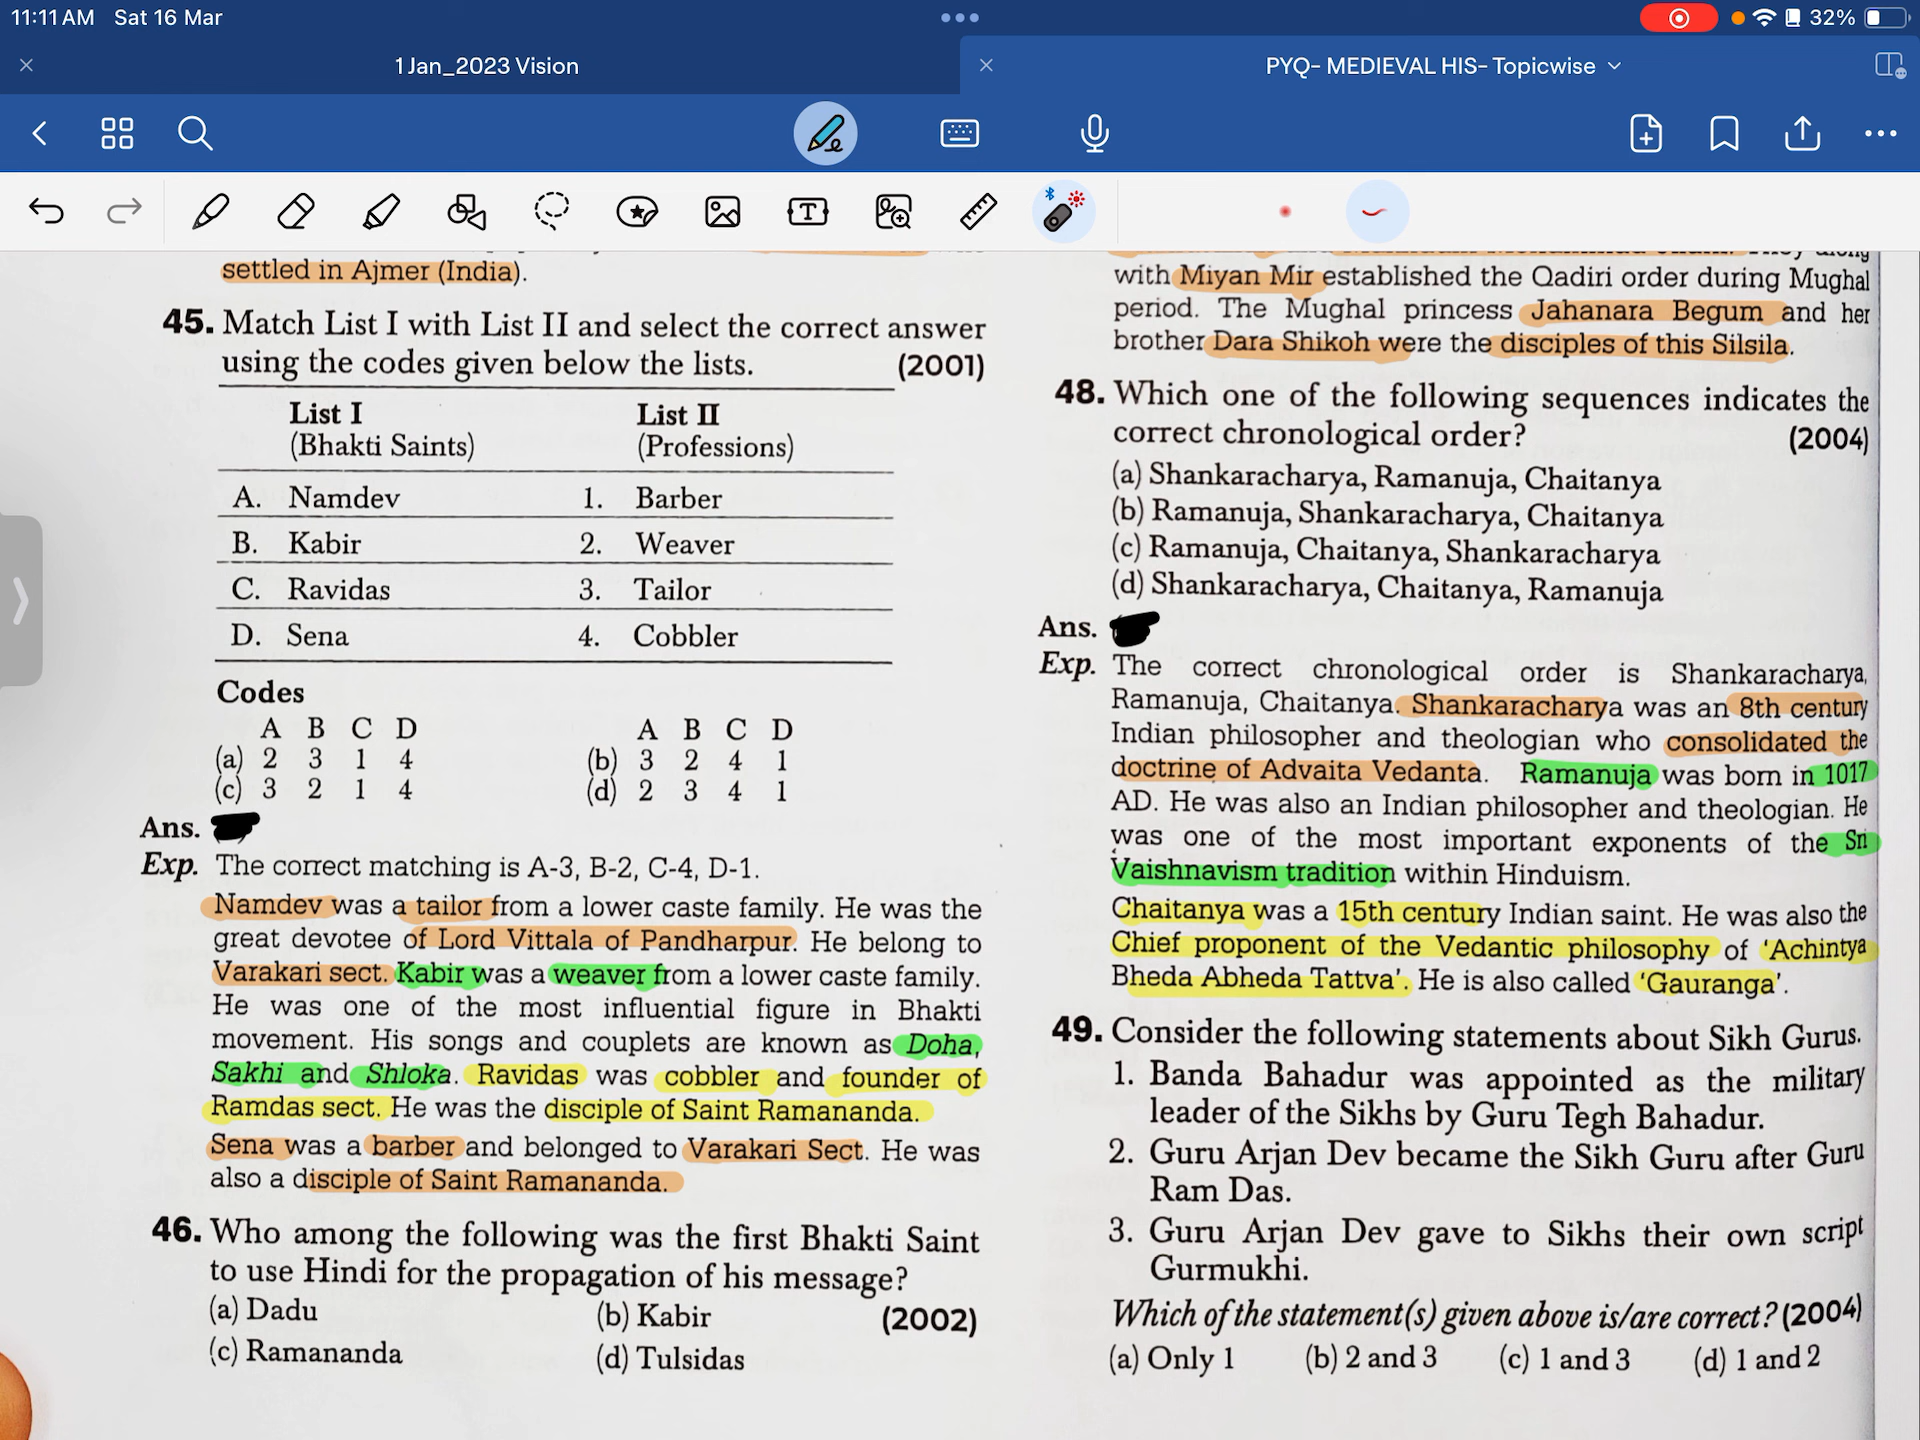 11:11 AM Sat 16 Mar
32%
1 Jan_2023 Vision
PYQ- MEDIEVAL HIS- Topicwise
settled in Ajmer (India).
45. Match List I with List II and select the correct answer
using the codes given below the lists. (2001)
List I List II
(Bhakti Saints) (Professions)
A. Namdev 1. Barber
B. Kabir 2. Weaver
C. Ravidas 3. Tailor
D. Sena 4. Cobbler
Codes
A B C D A B C D
(a) 2 3 1 4 (b) 3 2 4 1
(c) 3 2 1 4 (d) 2 3 4 1
Ans.
Exp. The correct matching is A-3, B-2, C-4, D-1.
Namdev was a tailor from a lower caste family. He was the
great devotee of Lord Vittala of Pandharpur. He belong to
Varakari sect. Kabir was a weaver from a lower caste family.
He was one of the most influential figure in Bhakti
movement. His songs and couplets are known as Doha,
Sakhi and Shloka. Ravidas was cobbler and founder of
Ramdas sect. He was the disciple of Saint Ramananda.
Sena was a barber and belonged to Varakari Sect. He was
also a disciple of Saint Ramananda.
46. Who among the following was the first Bhakti Saint
to use Hindi for the propagation of his message?
(a) Dadu (b) Kabir (2002)
(c) Ramananda (d) Tulsidas
with Miyan Mir established the Qadiri order during Mughal
period. The Mughal princess Jahanara Begum and her
brother Dara Shikoh were the disciples of this Silsila.
48. Which one of the following sequences indicates the
correct chronological order? (2004)
(a) Shankaracharya, Ramanuja, Chaitanya
(b) Ramanuja, Shankaracharya, Chaitanya
(c) Ramanuja, Chaitanya, Shankaracharya
(d) Shankaracharya, Chaitanya, Ramanuja
Ans.
Exp. The correct chronological order is Shankaracharya,
Ramanuja, Chaitanya. Shankaracharya was an 8th century
Indian philosopher and theologian who consolidated the
doctrine of Advaita Vedanta. Ramanuja was born in 1017
AD. He was also an Indian philosopher and theologian. He
was one of the most important exponents of the Sri
Vaishnavism tradition within Hinduism.
Chaitanya was a 15th century Indian saint. He was also the
Chief proponent of the Vedantic philosophy of 'Achintya
Bheda Abheda Tattva'. He is also called 'Gauranga'.
49. Consider the following statements about Sikh Gurus.
1. Banda Bahadur was appointed as the military
leader of the Sikhs by Guru Tegh Bahadur.
2. Guru Arjan Dev became the Sikh Guru after Guru
Ram Das.
3. Guru Arjan Dev gave to Sikhs their own script
Gurmukhi.
Which of the statement(s) given above is/are correct? (2004)
(a) Only 1 (b) 2 and 3 (c) 1 and 3 (d) 1 and 2